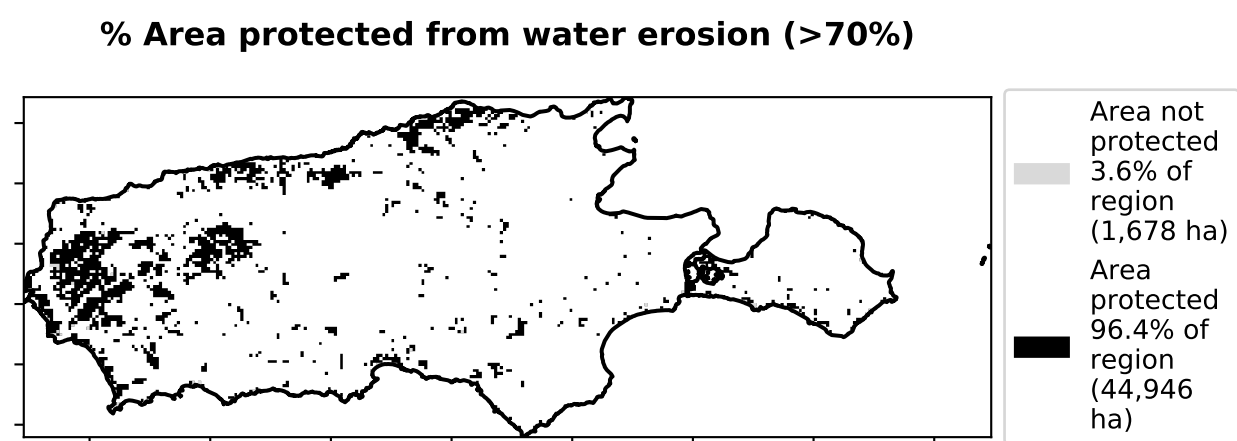 % Area protected from water erosion (>70%)
Area not
protected
3.6% of
region
(1,678 ha)
Area
protected
96.4% of
region
(44,946
ha)